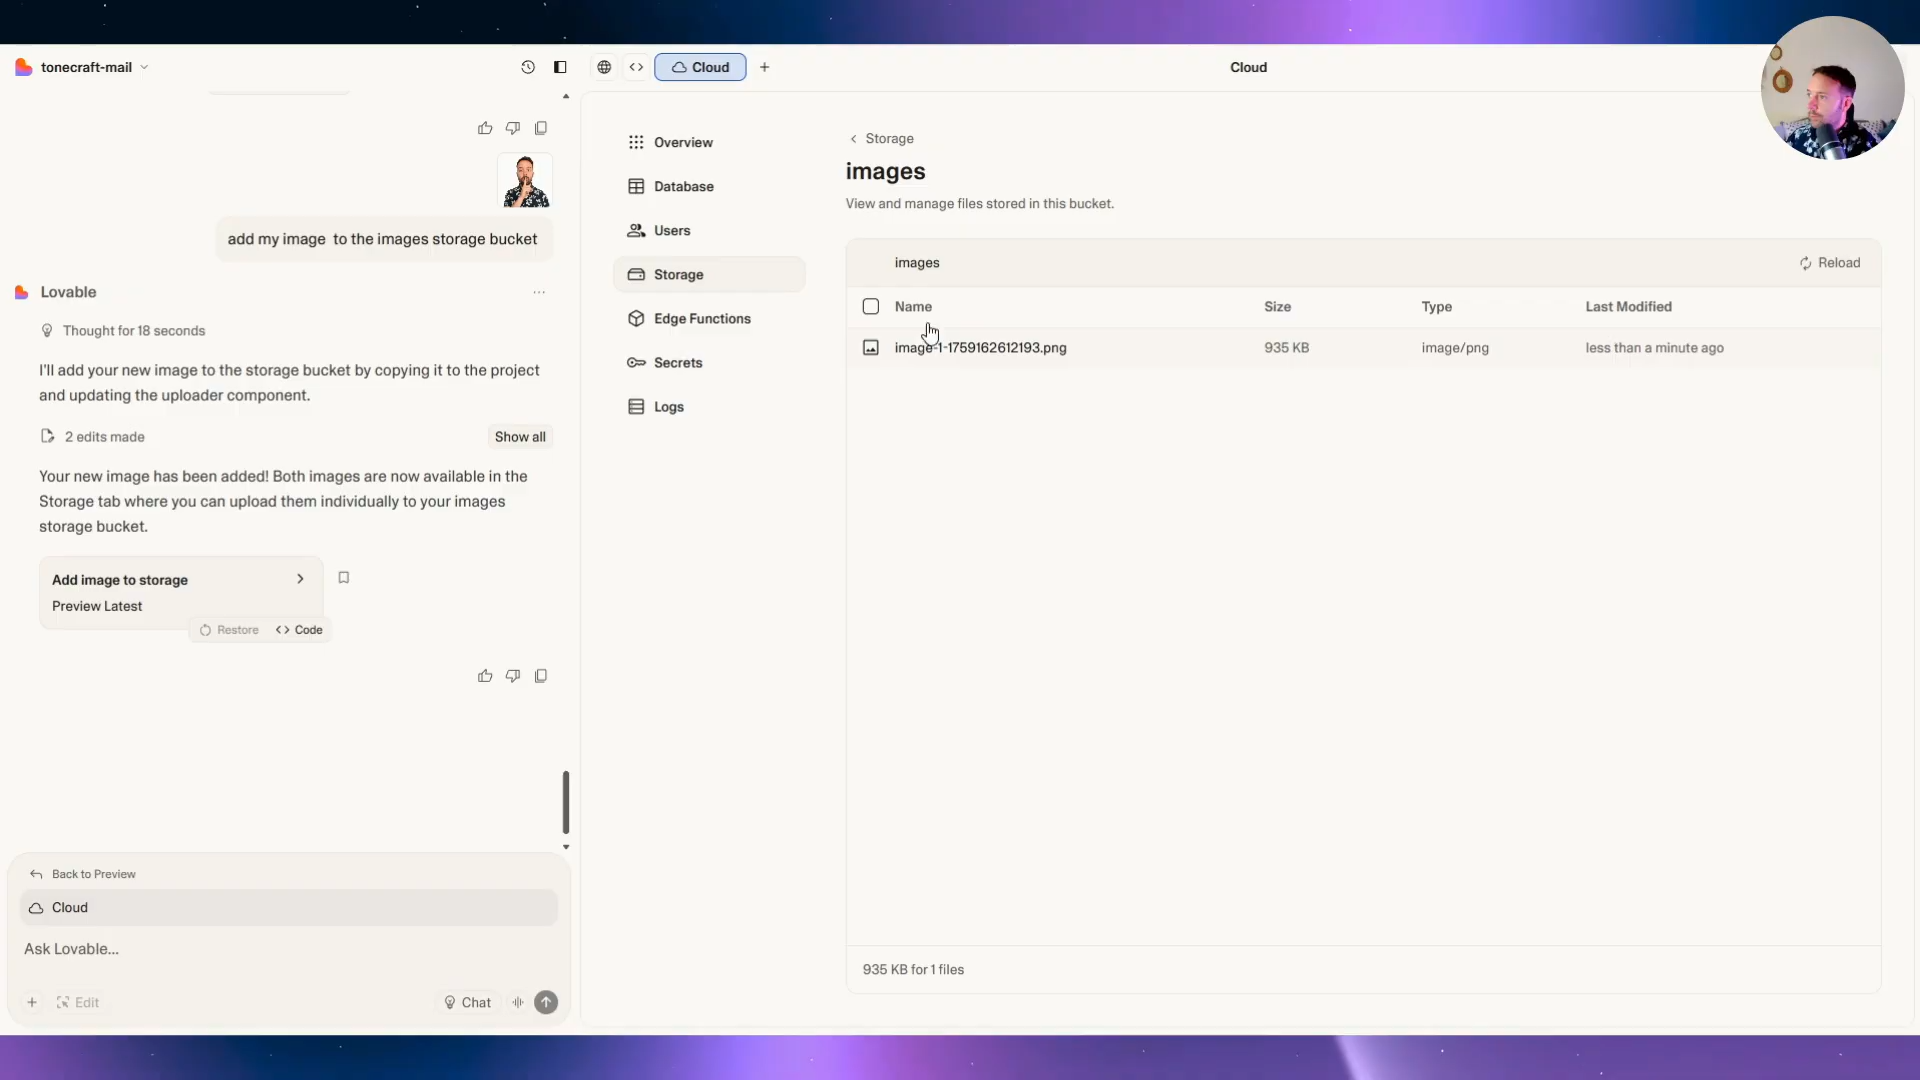 tonecraft-mail
Cloud
Cloud
add my image  to the images storage bucket
Lovable
Thought for 18 seconds
I'll add your new image to the storage bucket by copying it to the project
and updating the uploader component.
2 edits made
Show all
Your new image has been added! Both images are now available in the
Storage tab where you can upload them individually to your images
storage bucket.
Add image to storage
Preview Latest
Restore
Code
Back to Preview
Cloud
Ask Lovable...
Edit
Chat
Overview
Database
Users
Storage
Edge Functions
Secrets
Logs
Storage
images
View and manage files stored in this bucket.
images
Reload
Name Size Type Last Modified
image-1-1759162612193.png 935 KB image/png less than a minute ago
935 KB for 1 files